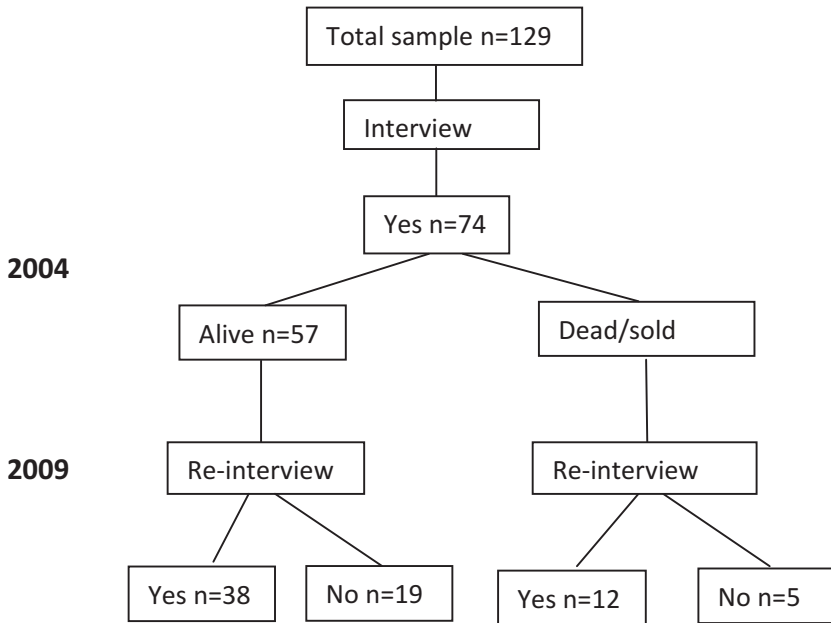 Total sample n=129
Interview
Yes n=74
2004
Alive n=57
Dead/sold
2009
Re-interview
Re-interview
Yes n=38
No n=19
Yes n=12
No n=5